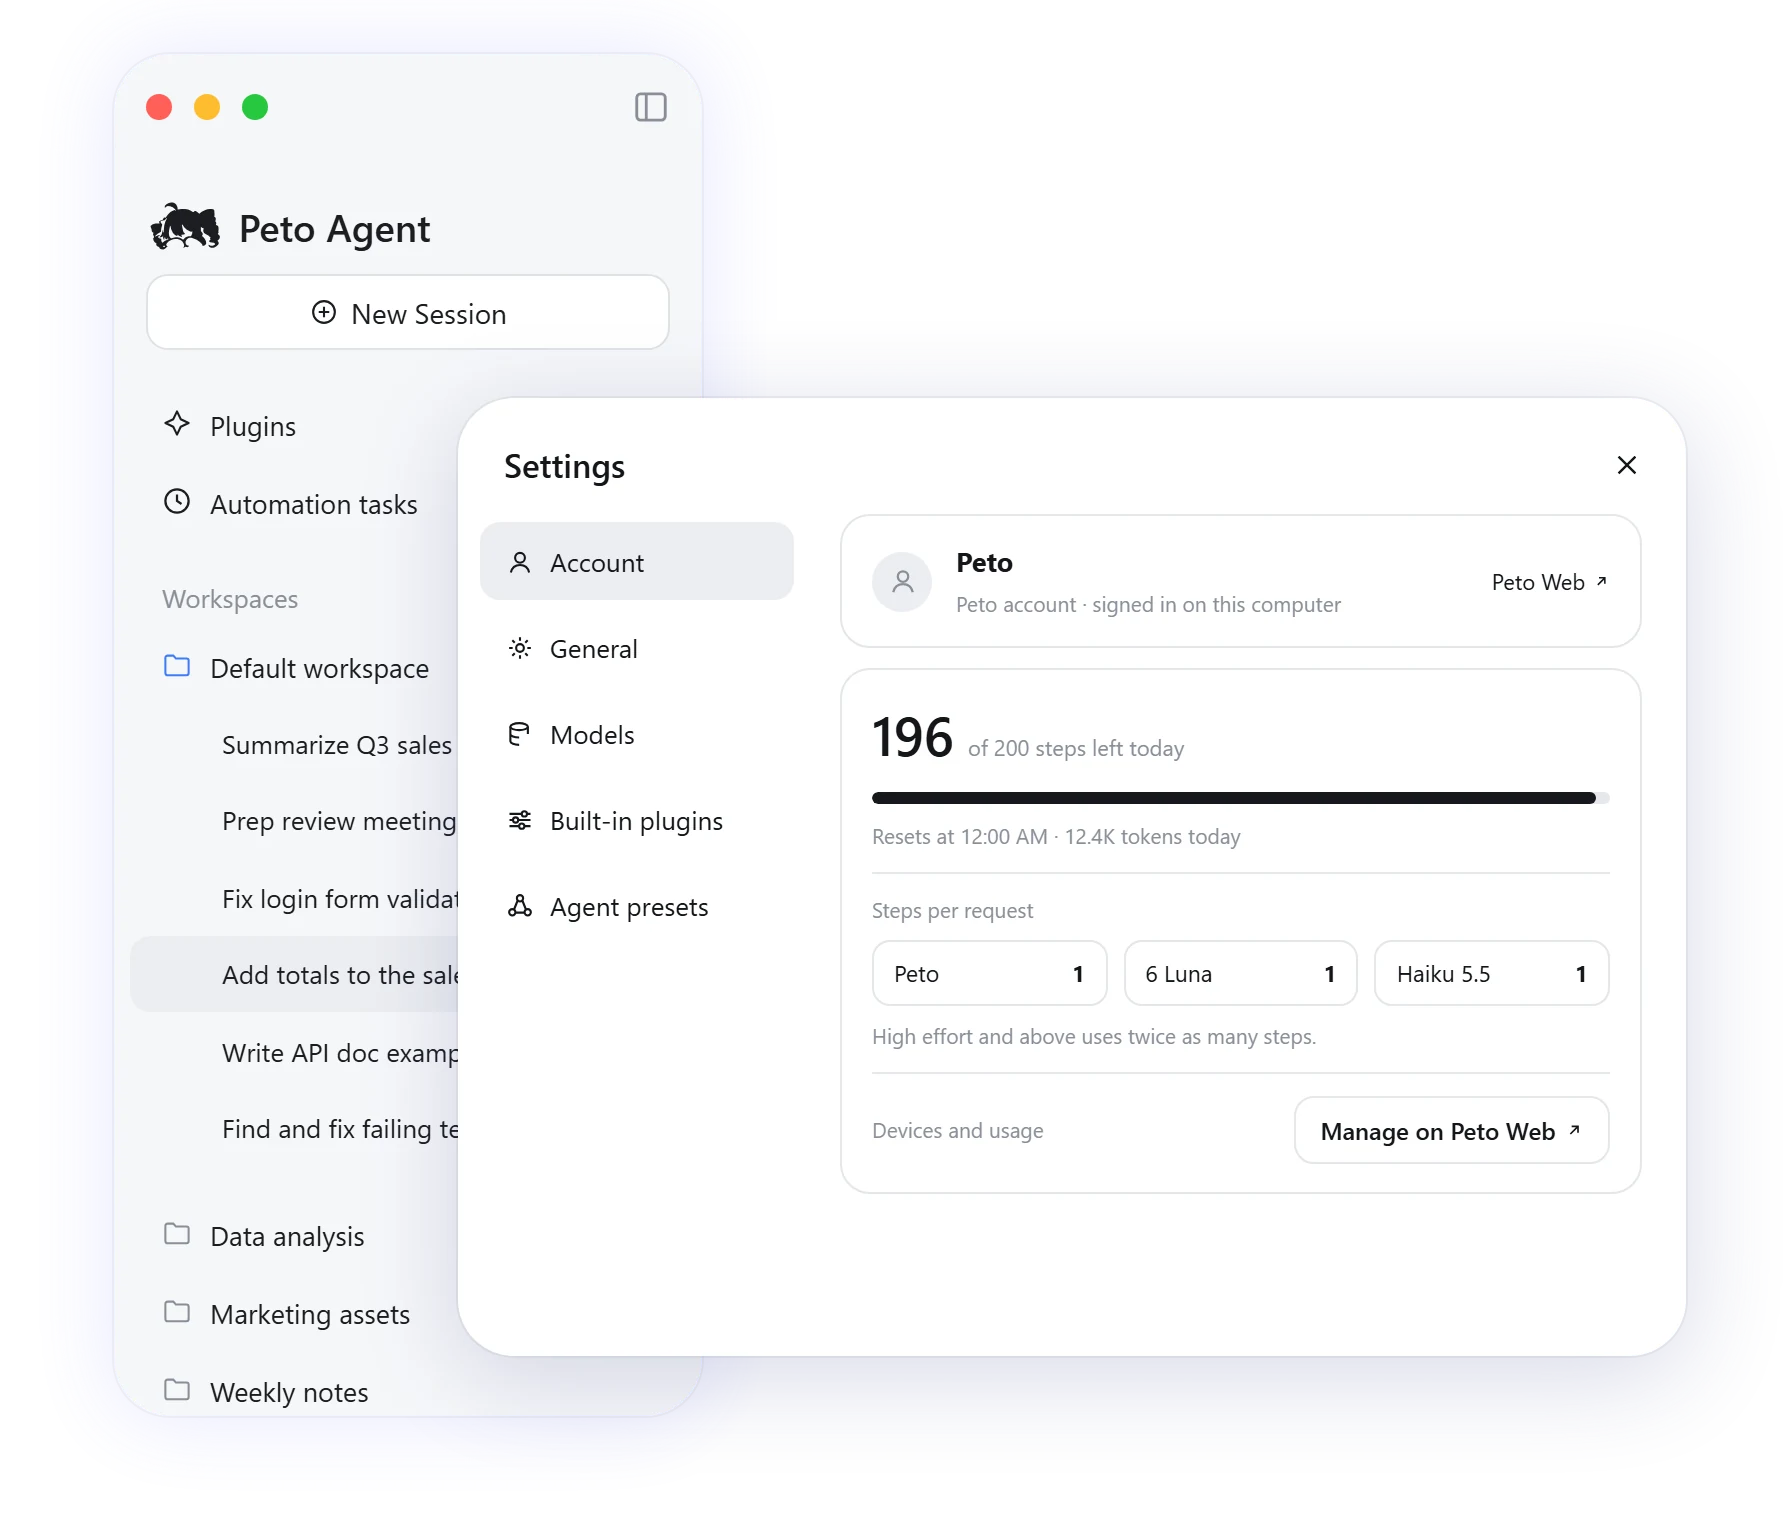 Peto Agent
New Session
Plugins
Automation tasks
Workspaces
Default workspace
Summarize Q3 sales
Prep review meeting
Fix login form
Add totals to the
Write API doc
Find and fix failing
Data analysis
Marketing assets
Weekly notes
Settings
Account
General
Models
Built-in plugins
Agent presets
Peto
Peto account · signed in on this computer
Peto Web ↗
196 of 200 steps left today
Resets at 12:00 AM · 12.4K tokens today
Steps per request
Peto 1
6 Luna 1
Haiku 5.5 1
High effort and above uses twice as many steps.
Devices and usage
Manage on Peto Web ↗